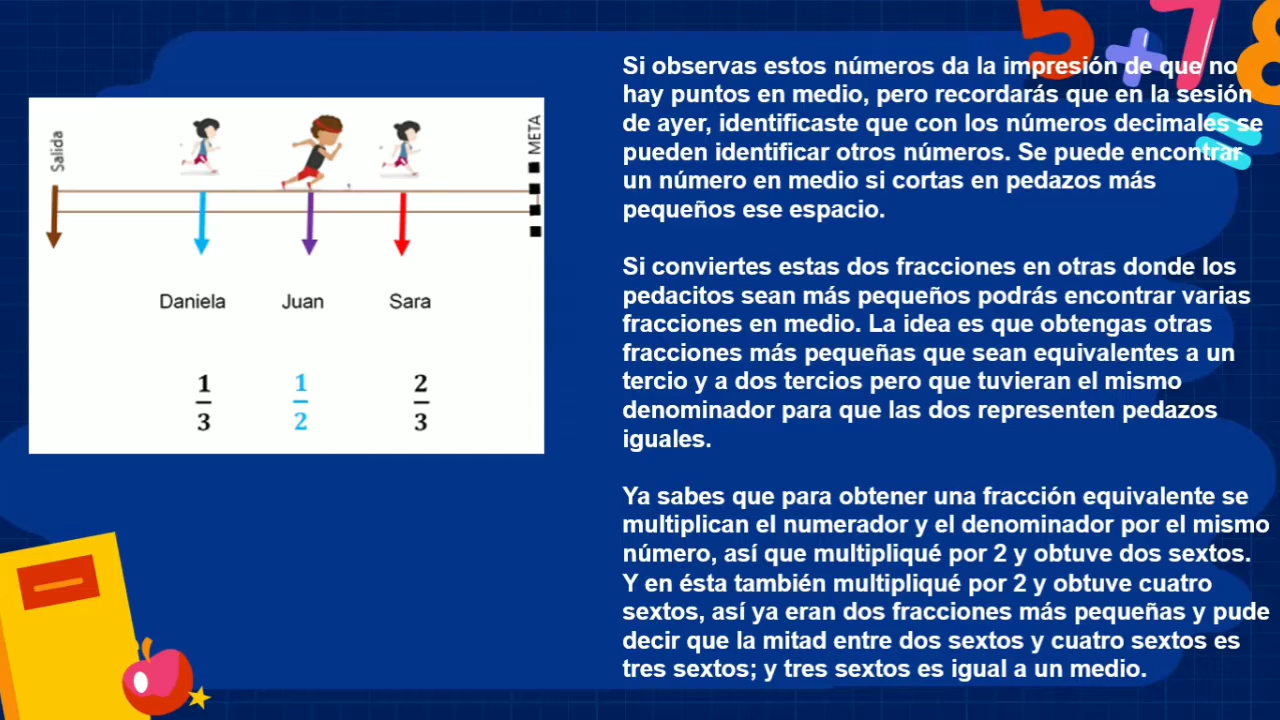 Salida
META
Daniela Juan Sara
1/3 1/2 2/3
5 + 7 8
Si observas estos números da la impresión de que no
hay puntos en medio, pero recordarás que en la sesión
de ayer, identificaste que con los números decimales se
pueden identificar otros números. Se puede encontrar
un número en medio si cortas en pedazos más
pequeños ese espacio.
Si conviertes estas dos fracciones en otras donde los
pedacitos sean más pequeños podrás encontrar varias
fracciones en medio. La idea es que obtengas otras
fracciones más pequeñas que sean equivalentes a un
tercio y a dos tercios pero que tuvieran el mismo
denominador para que las dos representen pedazos
iguales.
Ya sabes que para obtener una fracción equivalente se
multiplican el numerador y el denominador por el mismo
número, así que multipliqué por 2 y obtuve dos sextos.
Y en ésta también multipliqué por 2 y obtuve cuatro
sextos, así ya eran dos fracciones más pequeñas y pude
decir que la mitad entre dos sextos y cuatro sextos es
tres sextos; y tres sextos es igual a un medio.